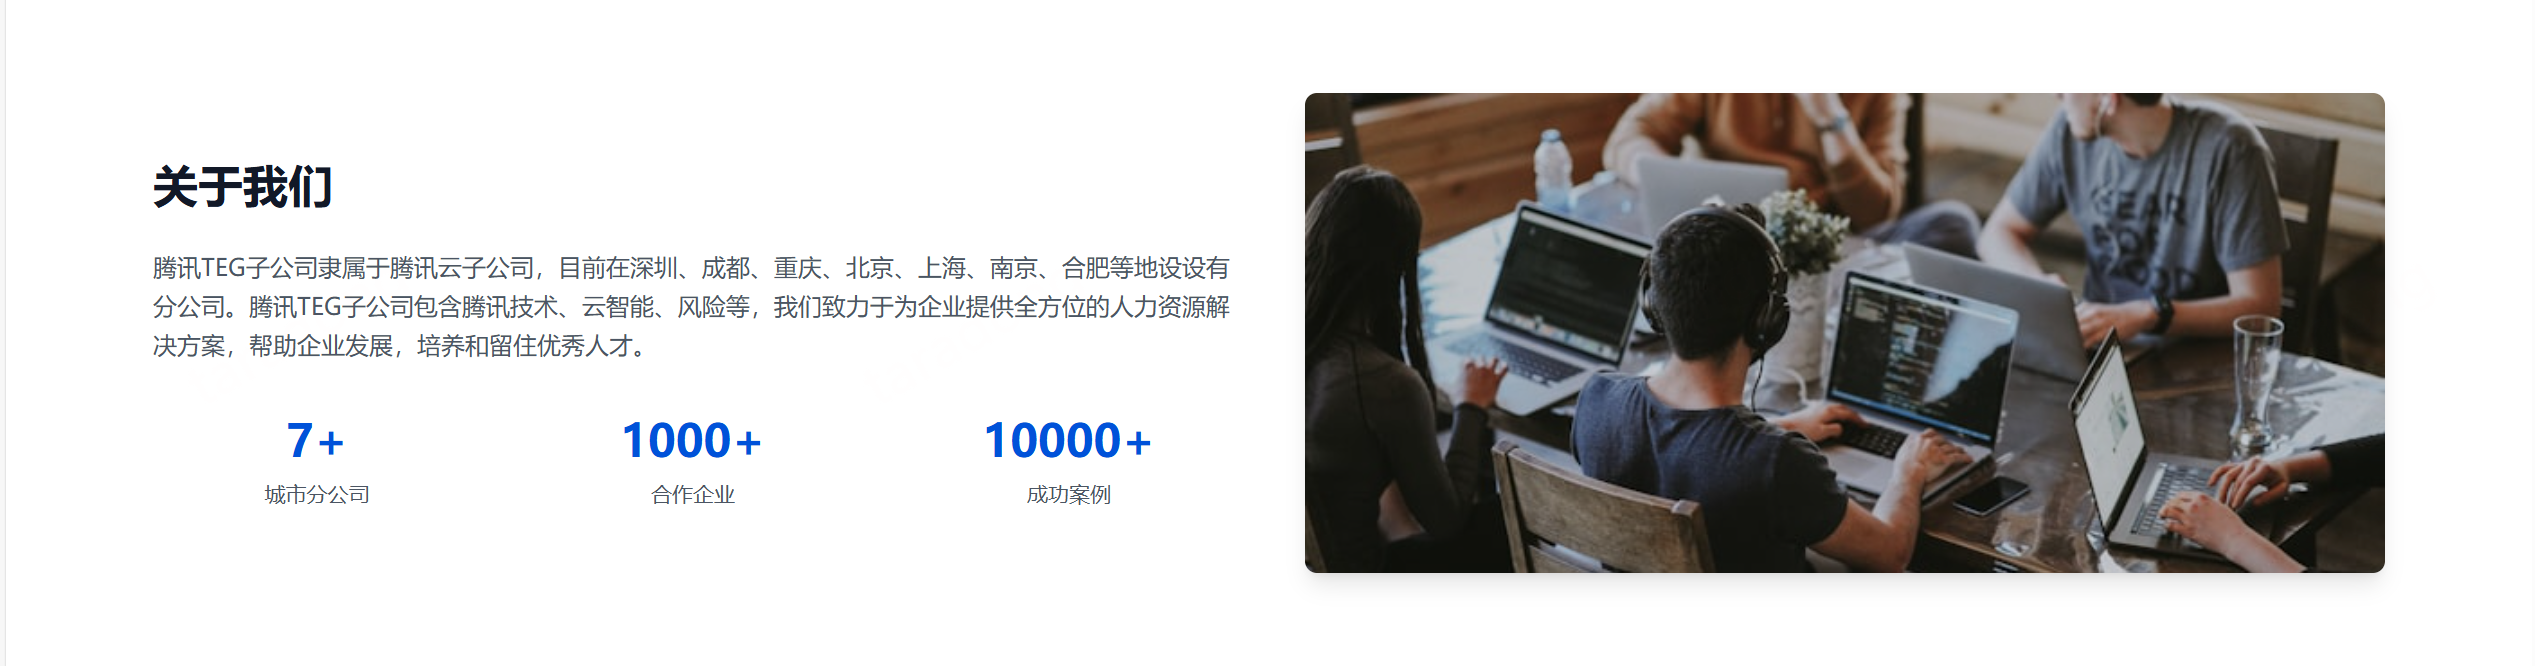 关于我们
腾讯TEG子公司隶属于腾讯云子公司，目前在深圳、成都、重庆、北京、上海、南京、合肥等地设设有
分公司。腾讯TEG子公司包含腾讯技术、云智能、风险等，我们致力于为企业提供全方位的人力资源解
决方案，帮助企业发展，培养和留住优秀人才。
7+
1000+
10000+
城市分公司
合作企业
成功案例